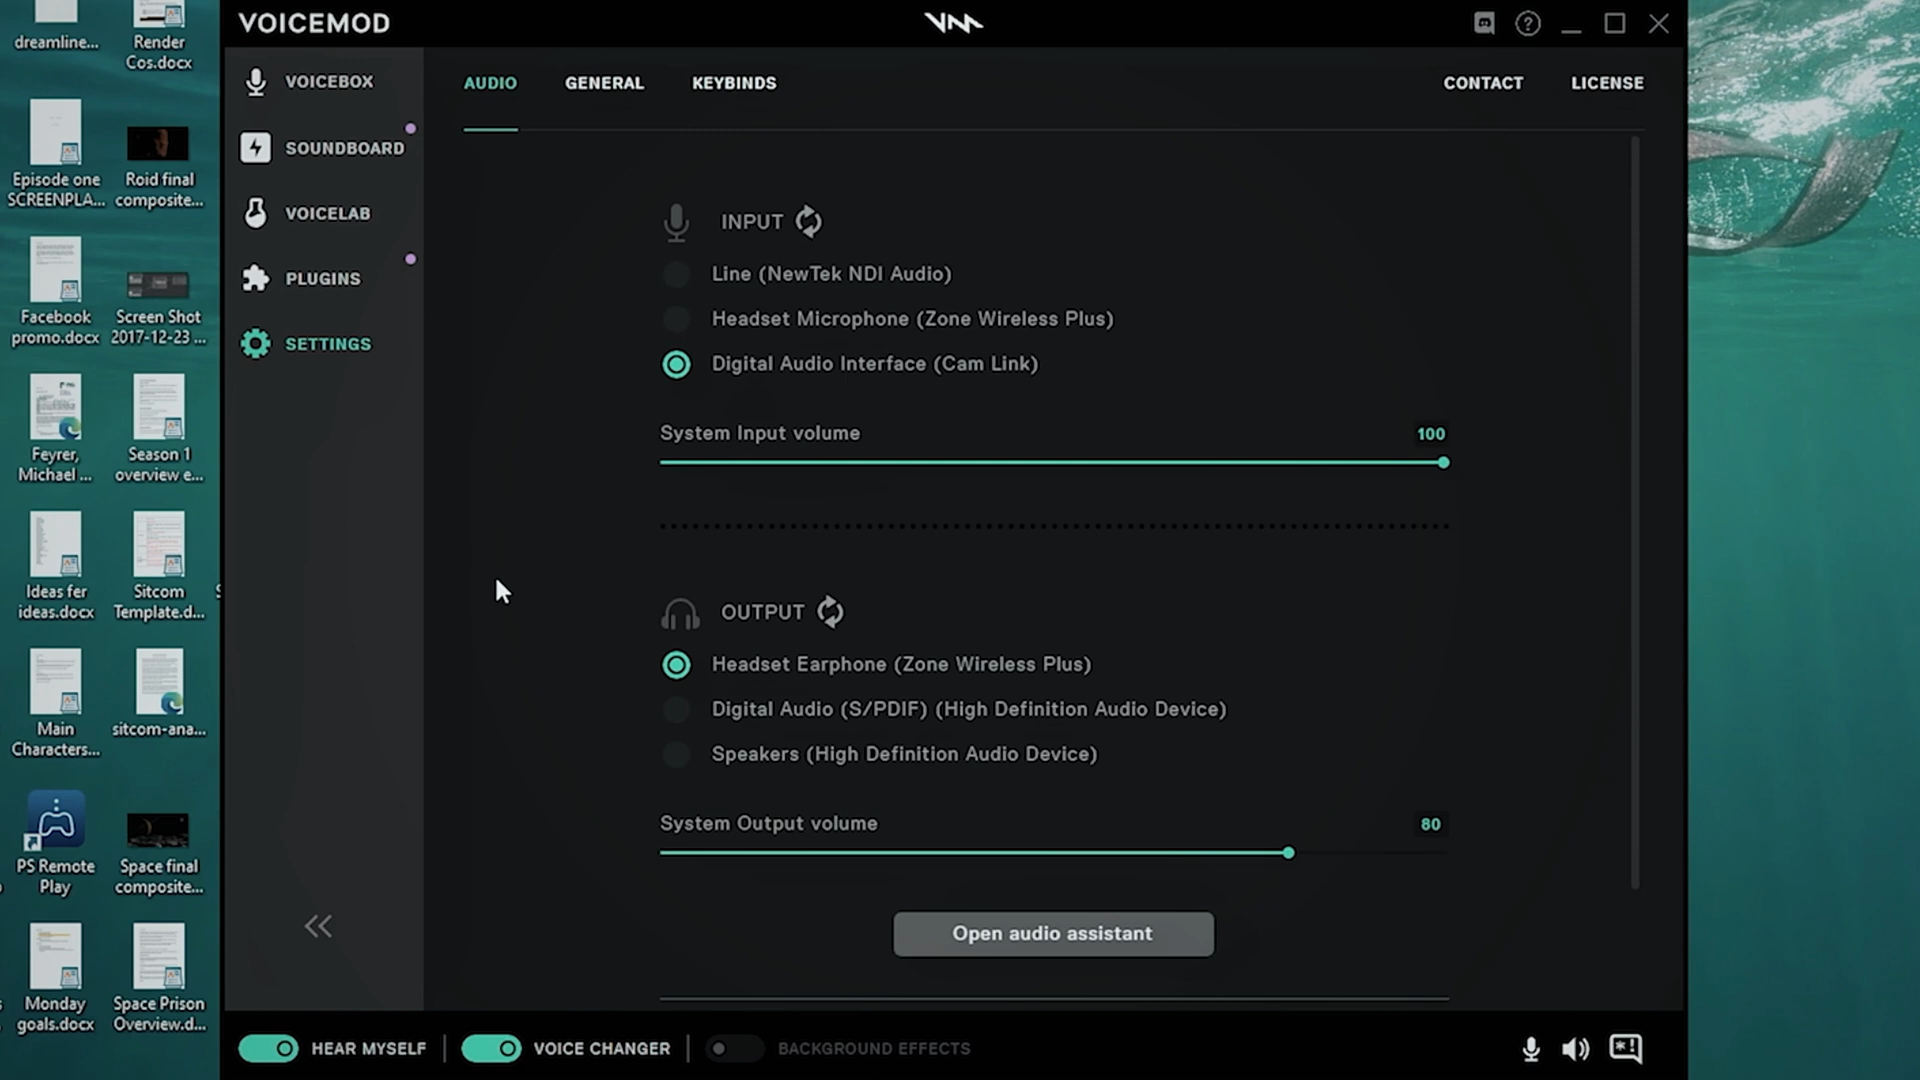 dreamline...
Render
Cos.docx
Episode one
SCREENPLA...
Roid final
composite...
Facebook
promo.docx
Screen Shot
2017-12-23 ...
Feyrer,
Michael ...
Season 1
overview e...
Ideas fer
ideas.docx
Sitcom
Template.d...
Main
Characters...
sitcom-ana...
PS Remote
Play
Space final
composite...
Monday
goals.docx
Space Prison
Overview.d...
VOICEMOD
VOICEBOX
SOUNDBOARD
VOICELAB
PLUGINS
SETTINGS
AUDIO GENERAL KEYBINDS CONTACT LICENSE
INPUT
Line (NewTek NDI Audio)
Headset Microphone (Zone Wireless Plus)
Digital Audio Interface (Cam Link)
System Input volume 100
OUTPUT
Headset Earphone (Zone Wireless Plus)
Digital Audio (S/PDIF) (High Definition Audio Device)
Speakers (High Definition Audio Device)
System Output volume 80
Open audio assistant
HEAR MYSELF VOICE CHANGER BACKGROUND EFFECTS